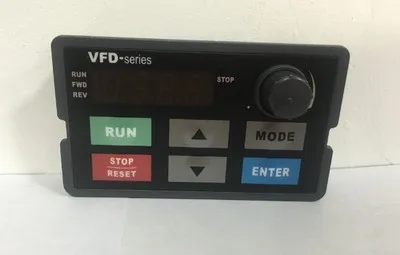 VFD-series
RUN
FWD
REV
STOP
RUN
MODE
STOP
RESET
ENTER